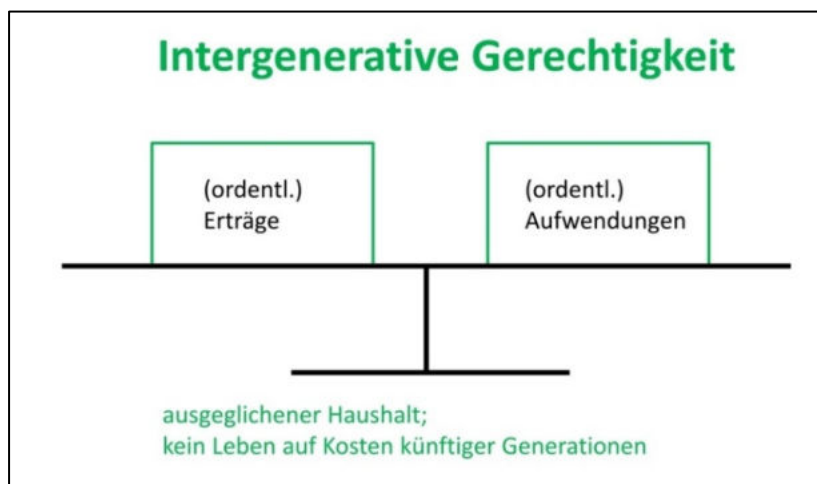 Intergenerative Gerechtigkeit
(ordentl.)
Erträge
(ordentl.)
Aufwendungen
ausgeglichener Haushalt;
kein Leben auf Kosten künftiger Generationen